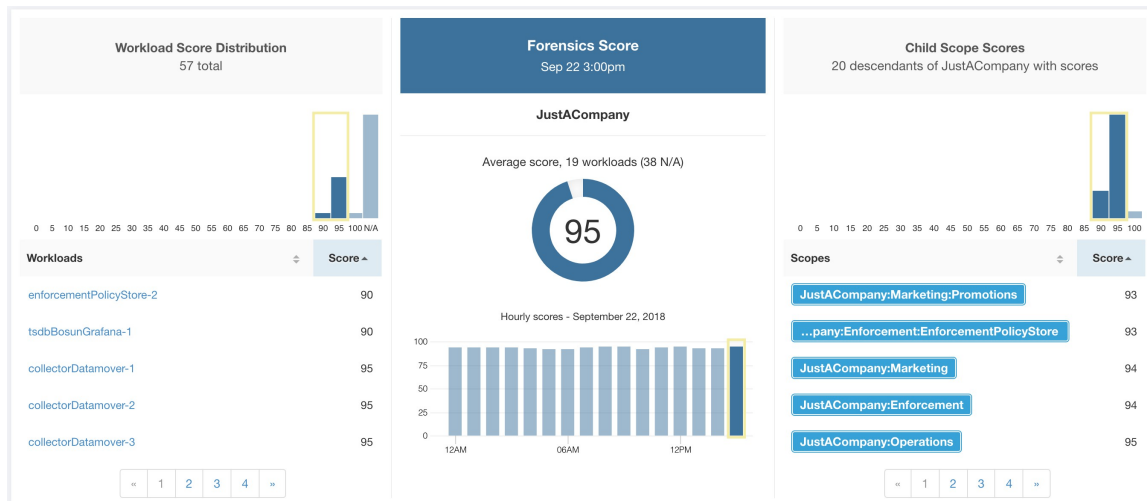 Workload Score Distribution
57 total
0 5 10 15 20 25 30 35 40 45 50 55 60 65 70 75 80 85 90 95 100 N/A
Workloads Score
enforcementPolicyStore-2 90
tsdbBosunGrafana-1 90
collectorDatamover-1 95
collectorDatamover-2 95
collectorDatamover-3 95
« 1 2 3 4 »
Forensics Score
Sep 22 3:00pm
JustACompany
Average score, 19 workloads (38 N/A)
95
Hourly scores - September 22, 2018
100
75
50
25
0
12AM 06AM 12PM
Child Scope Scores
20 descendants of JustACompany with scores
0 5 10 15 20 25 30 35 40 45 50 55 60 65 70 75 80 85 90 95 100
Scopes Score
JustACompany:Marketing:Promotions 93
...pany:Enforcement:EnforcementPolicyStore 93
JustACompany:Marketing 94
JustACompany:Enforcement 94
JustACompany:Operations 95
« 1 2 3 4 »